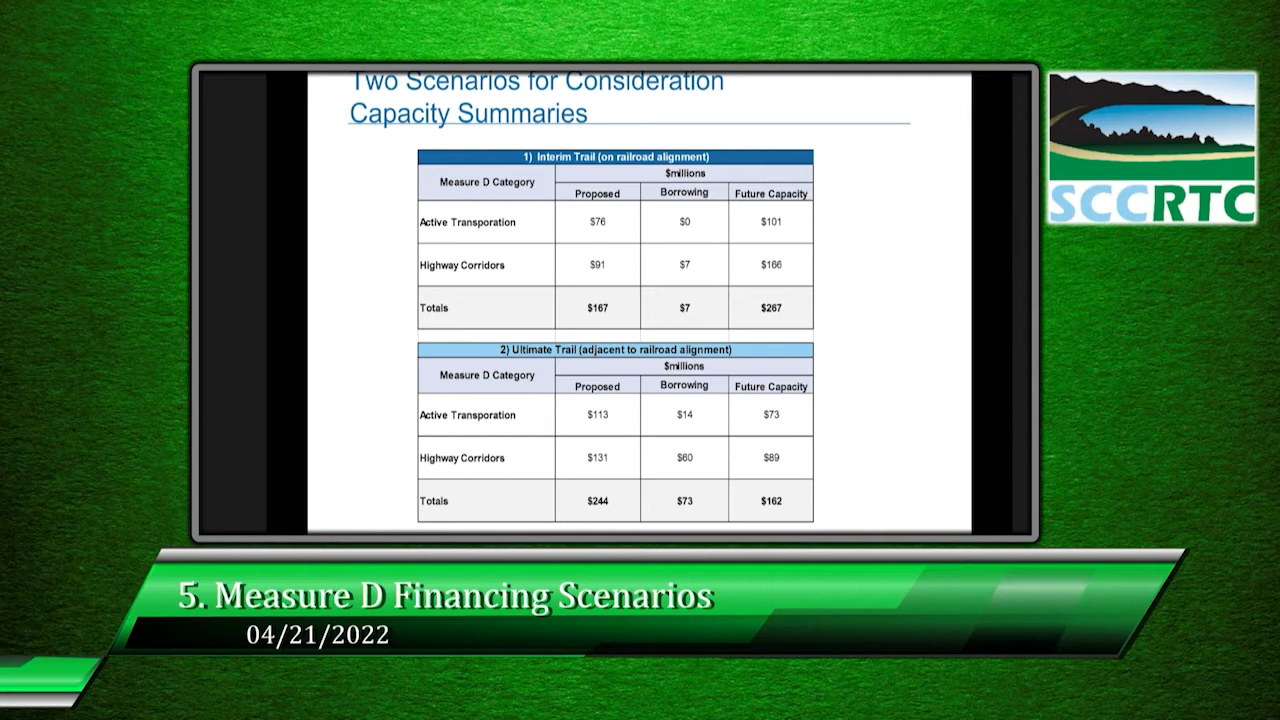 Two Scenarios for Consideration
Capacity Summaries
1) Interim Trail (on railroad alignment)
Measure D Category
$millions
Proposed Borrowing Future Capacity
Active Transporation $76 $0 $101
Highway Corridors $91 $7 $166
Totals $167 $7 $267
2) Ultimate Trail (adjacent to railroad alignment)
Measure D Category
$millions
Proposed Borrowing Future Capacity
Active Transporation $113 $14 $73
Highway Corridors $131 $60 $89
Totals $244 $73 $162
SCCRTC
5. Measure D Financing Scenarios
04/21/2022